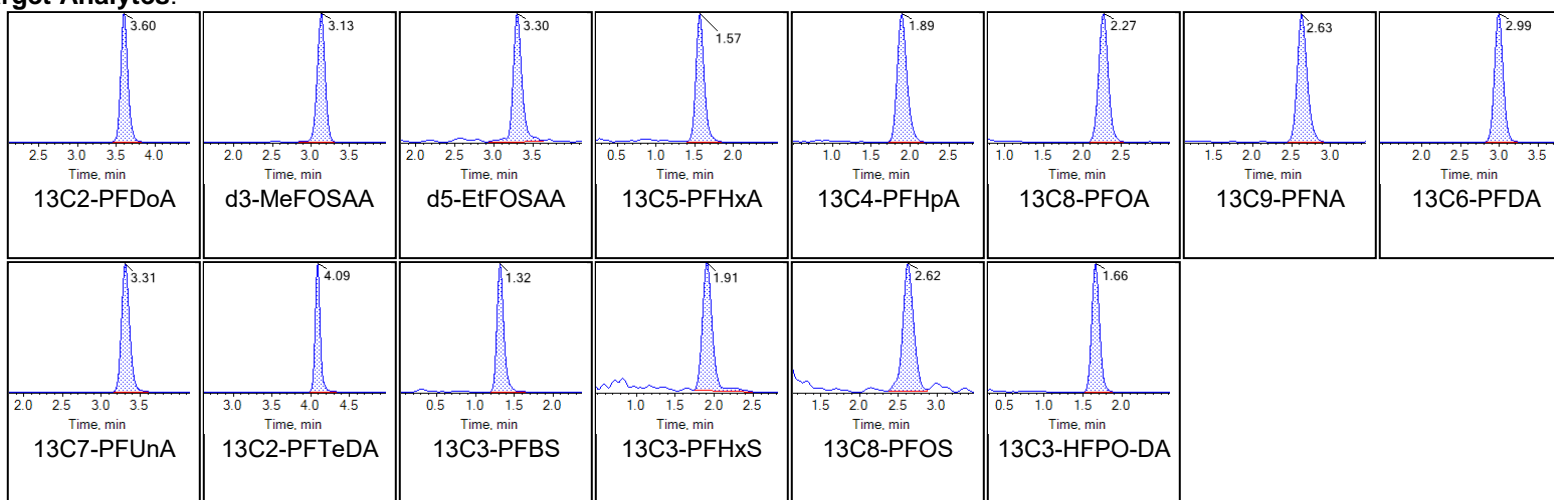 arget Analytes:
3.60
2.5 3.0 3.5 4.0
Time, min
13C2-PFDoA
3.13
2.0 2.5 3.0 3.5
Time, min
d3-MeFOSAA
3.30
2.0 2.5 3.0 3.5
Time, min
d5-EtFOSAA
1.57
0.5 1.0 1.5 2.0
Time, min
13C5-PFHxA
1.89
1.0 1.5 2.0 2.5
Time, min
13C4-PFHpA
2.27
1.0 1.5 2.0 2.5
Time, min
13C8-PFOA
2.63
1.5 2.0 2.5 3.0
Time, min
13C9-PFNA
2.99
2.0 2.5 3.0 3.5
Time, min
13C6-PFDA
3.31
2.0 2.5 3.0 3.5
Time, min
13C7-PFUnA
4.09
3.0 3.5 4.0 4.5
Time, min
13C2-PFTeDA
1.32
0.5 1.0 1.5 2.0
Time, min
13C3-PFBS
1.91
1.0 1.5 2.0 2.5
Time, min
13C3-PFHxS
2.62
1.5 2.0 2.5 3.0
Time, min
13C8-PFOS
1.66
0.5 1.0 1.5 2.0
Time, min
13C3-HFPO-DA